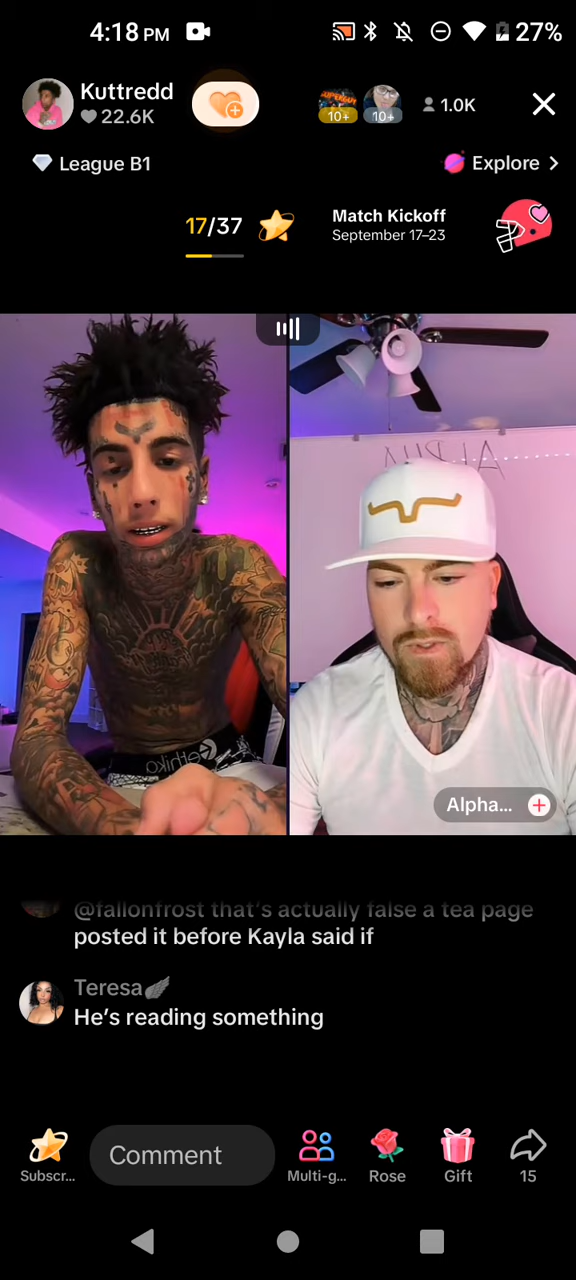 4:18 PM
27%
Kuttredd
22.6K
10+
10+
1.0K
League B1
Explore >
17/37
Match Kickoff
September 17–23
ALPHA
ethika
Alpha...
@fallonfrost that's actually false a tea page
posted it before Kayla said if
Teresa
He's reading something
Subscr...
Comment
Multi-g...
Rose
Gift
15